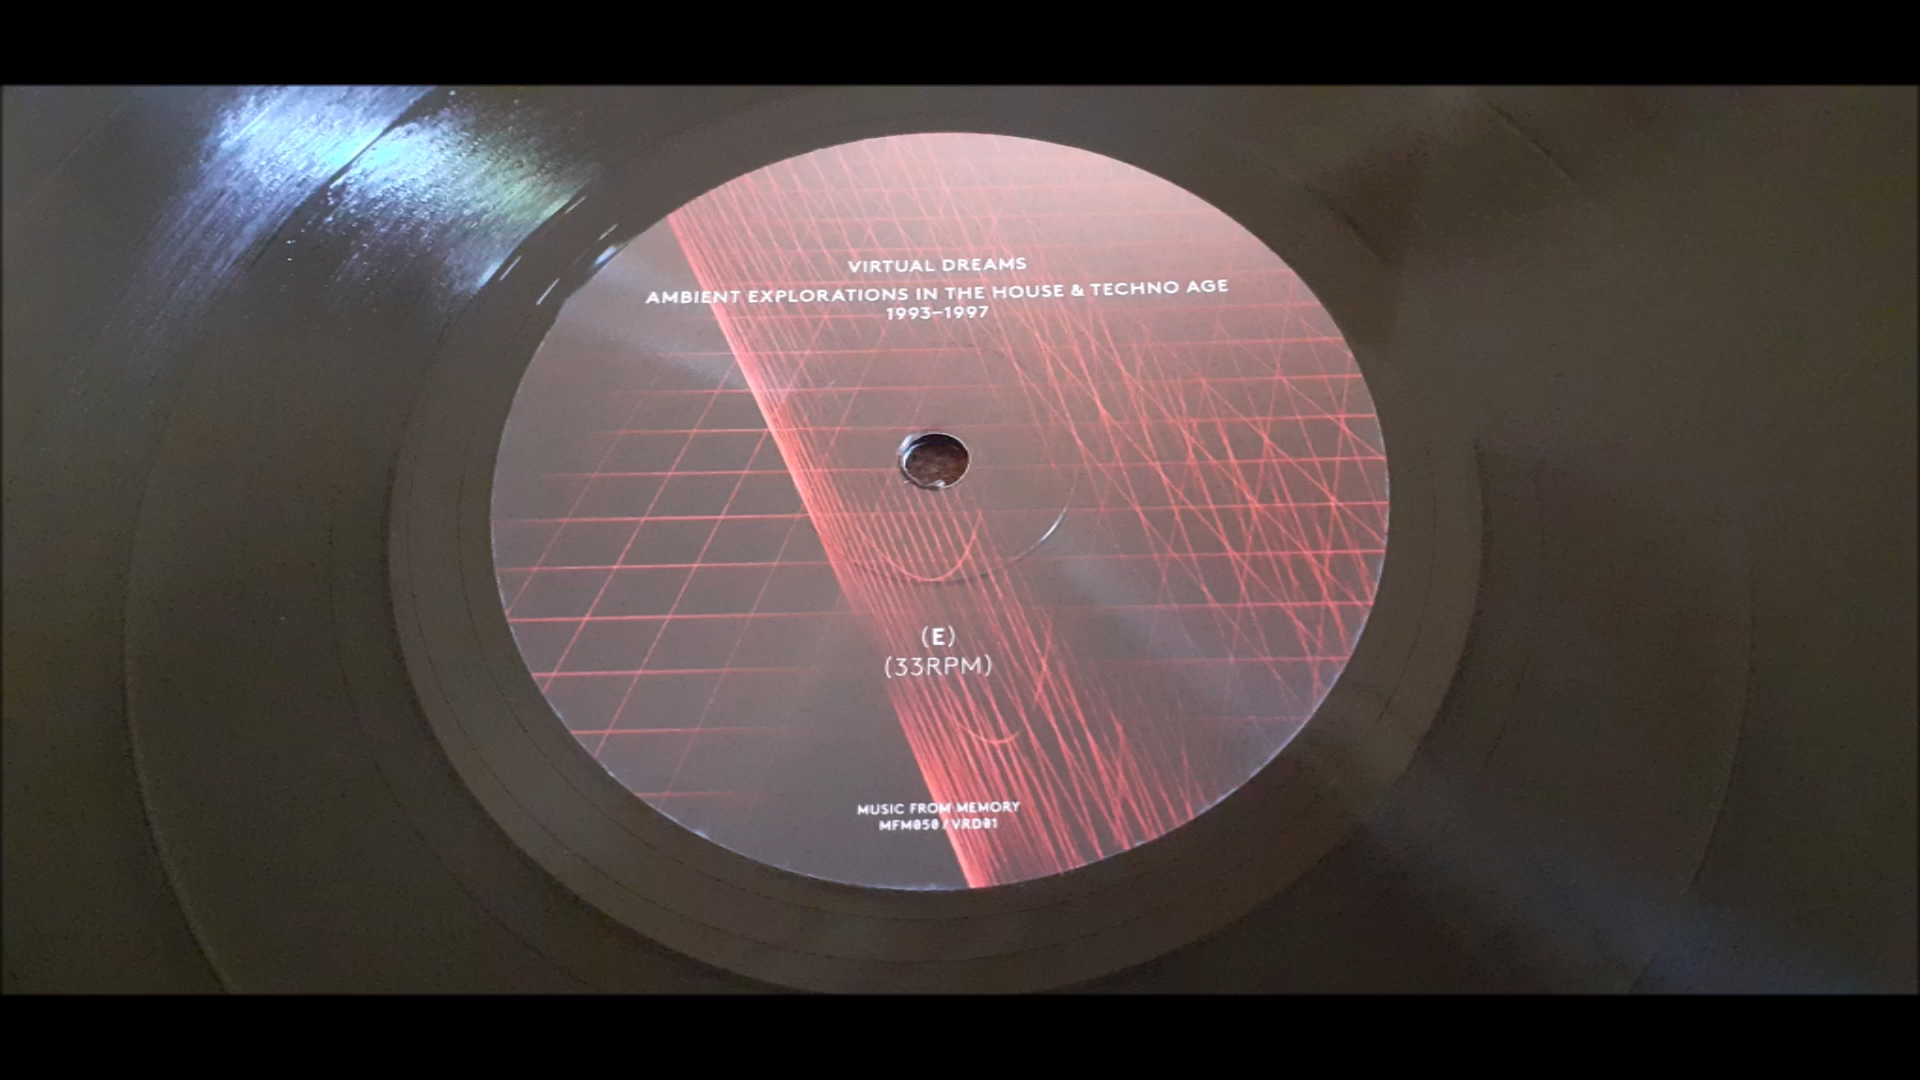 VIRTUAL DREAMS
AMBIENT EXPLORATIONS IN THE HOUSE & TECHNO AGE
1993–1997
(E)
(33RPM)
MUSIC FROM MEMORY
MFM050 / VRD01